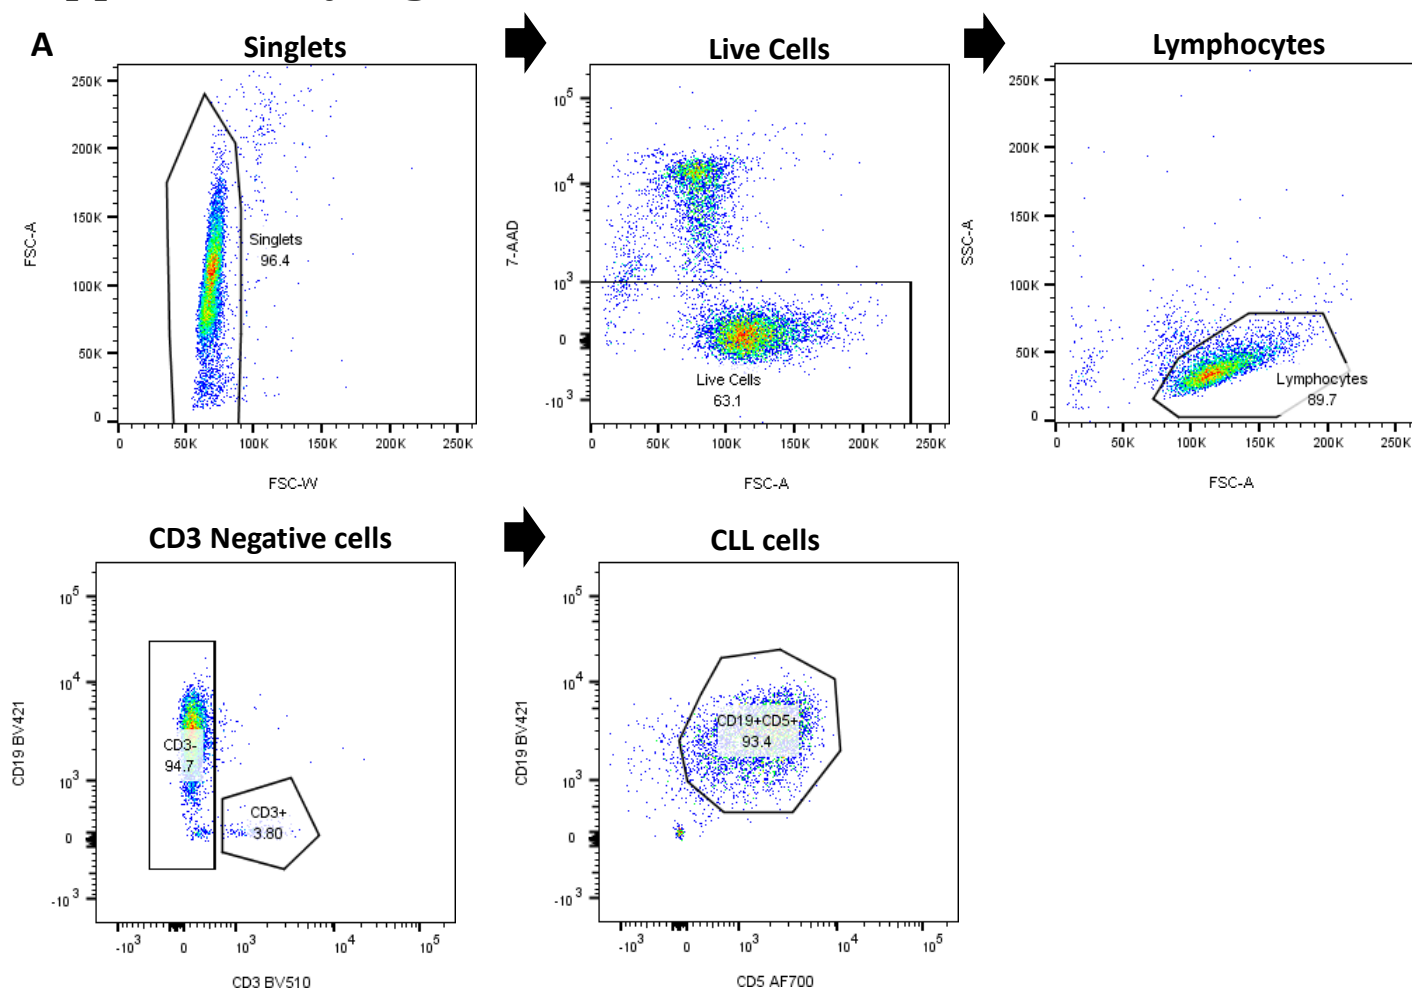 A
Singlets
Live Cells
Lymphocytes
250K
200K
150K
100K
50K
0
FSC-A
Singlets
96.4
0
50K
100K
150K
200K
250K
FSC-W
10^5
10^4
10^3
0
-10^3
7-AAD
Live Cells
63.1
0
50K
100K
150K
200K
250K
FSC-A
250K
200K
150K
100K
50K
0
SSC-A
Lymphocytes
89.7
0
50K
100K
150K
200K
250K
FSC-A
CD3 Negative cells
CLL cells
10^5
10^4
10^3
0
-10^3
CD19 BV421
CD3-
94.7
CD3+
3.80
-10^3
0
10^3
10^4
10^5
CD3 BV510
10^5
10^4
10^3
0
-10^3
CD19 BV421
CD19+CD5+
93.4
-10^3
0
10^3
10^4
10^5
CD5 AF700